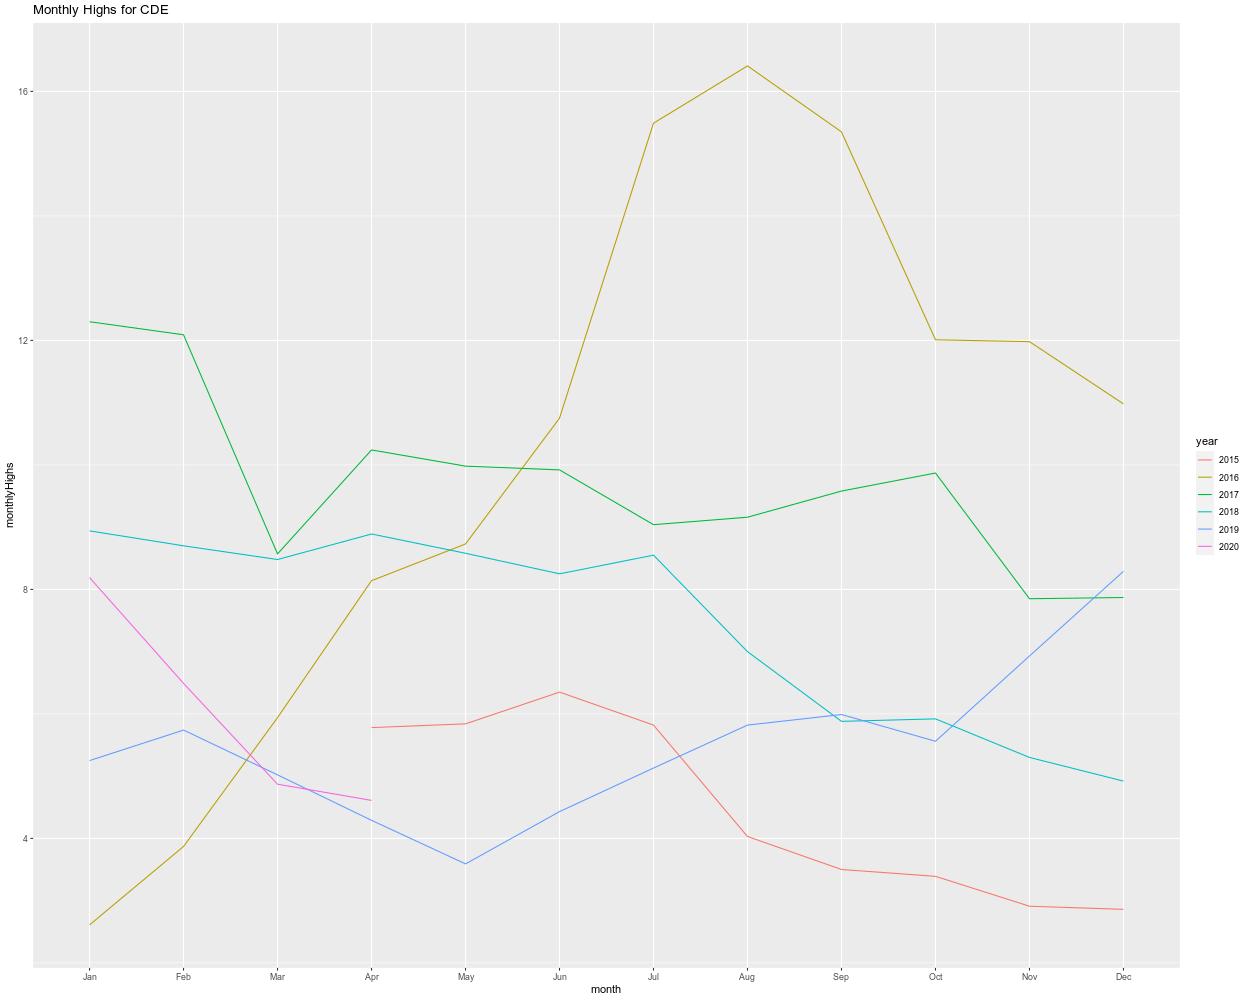 Monthly Highs for CDE
monthlyHighs
16
12
8
4
Jan Feb Mar Apr May Jun Jul Aug Sep Oct Nov Dec
month
year
2015
2016
2017
2018
2019
2020